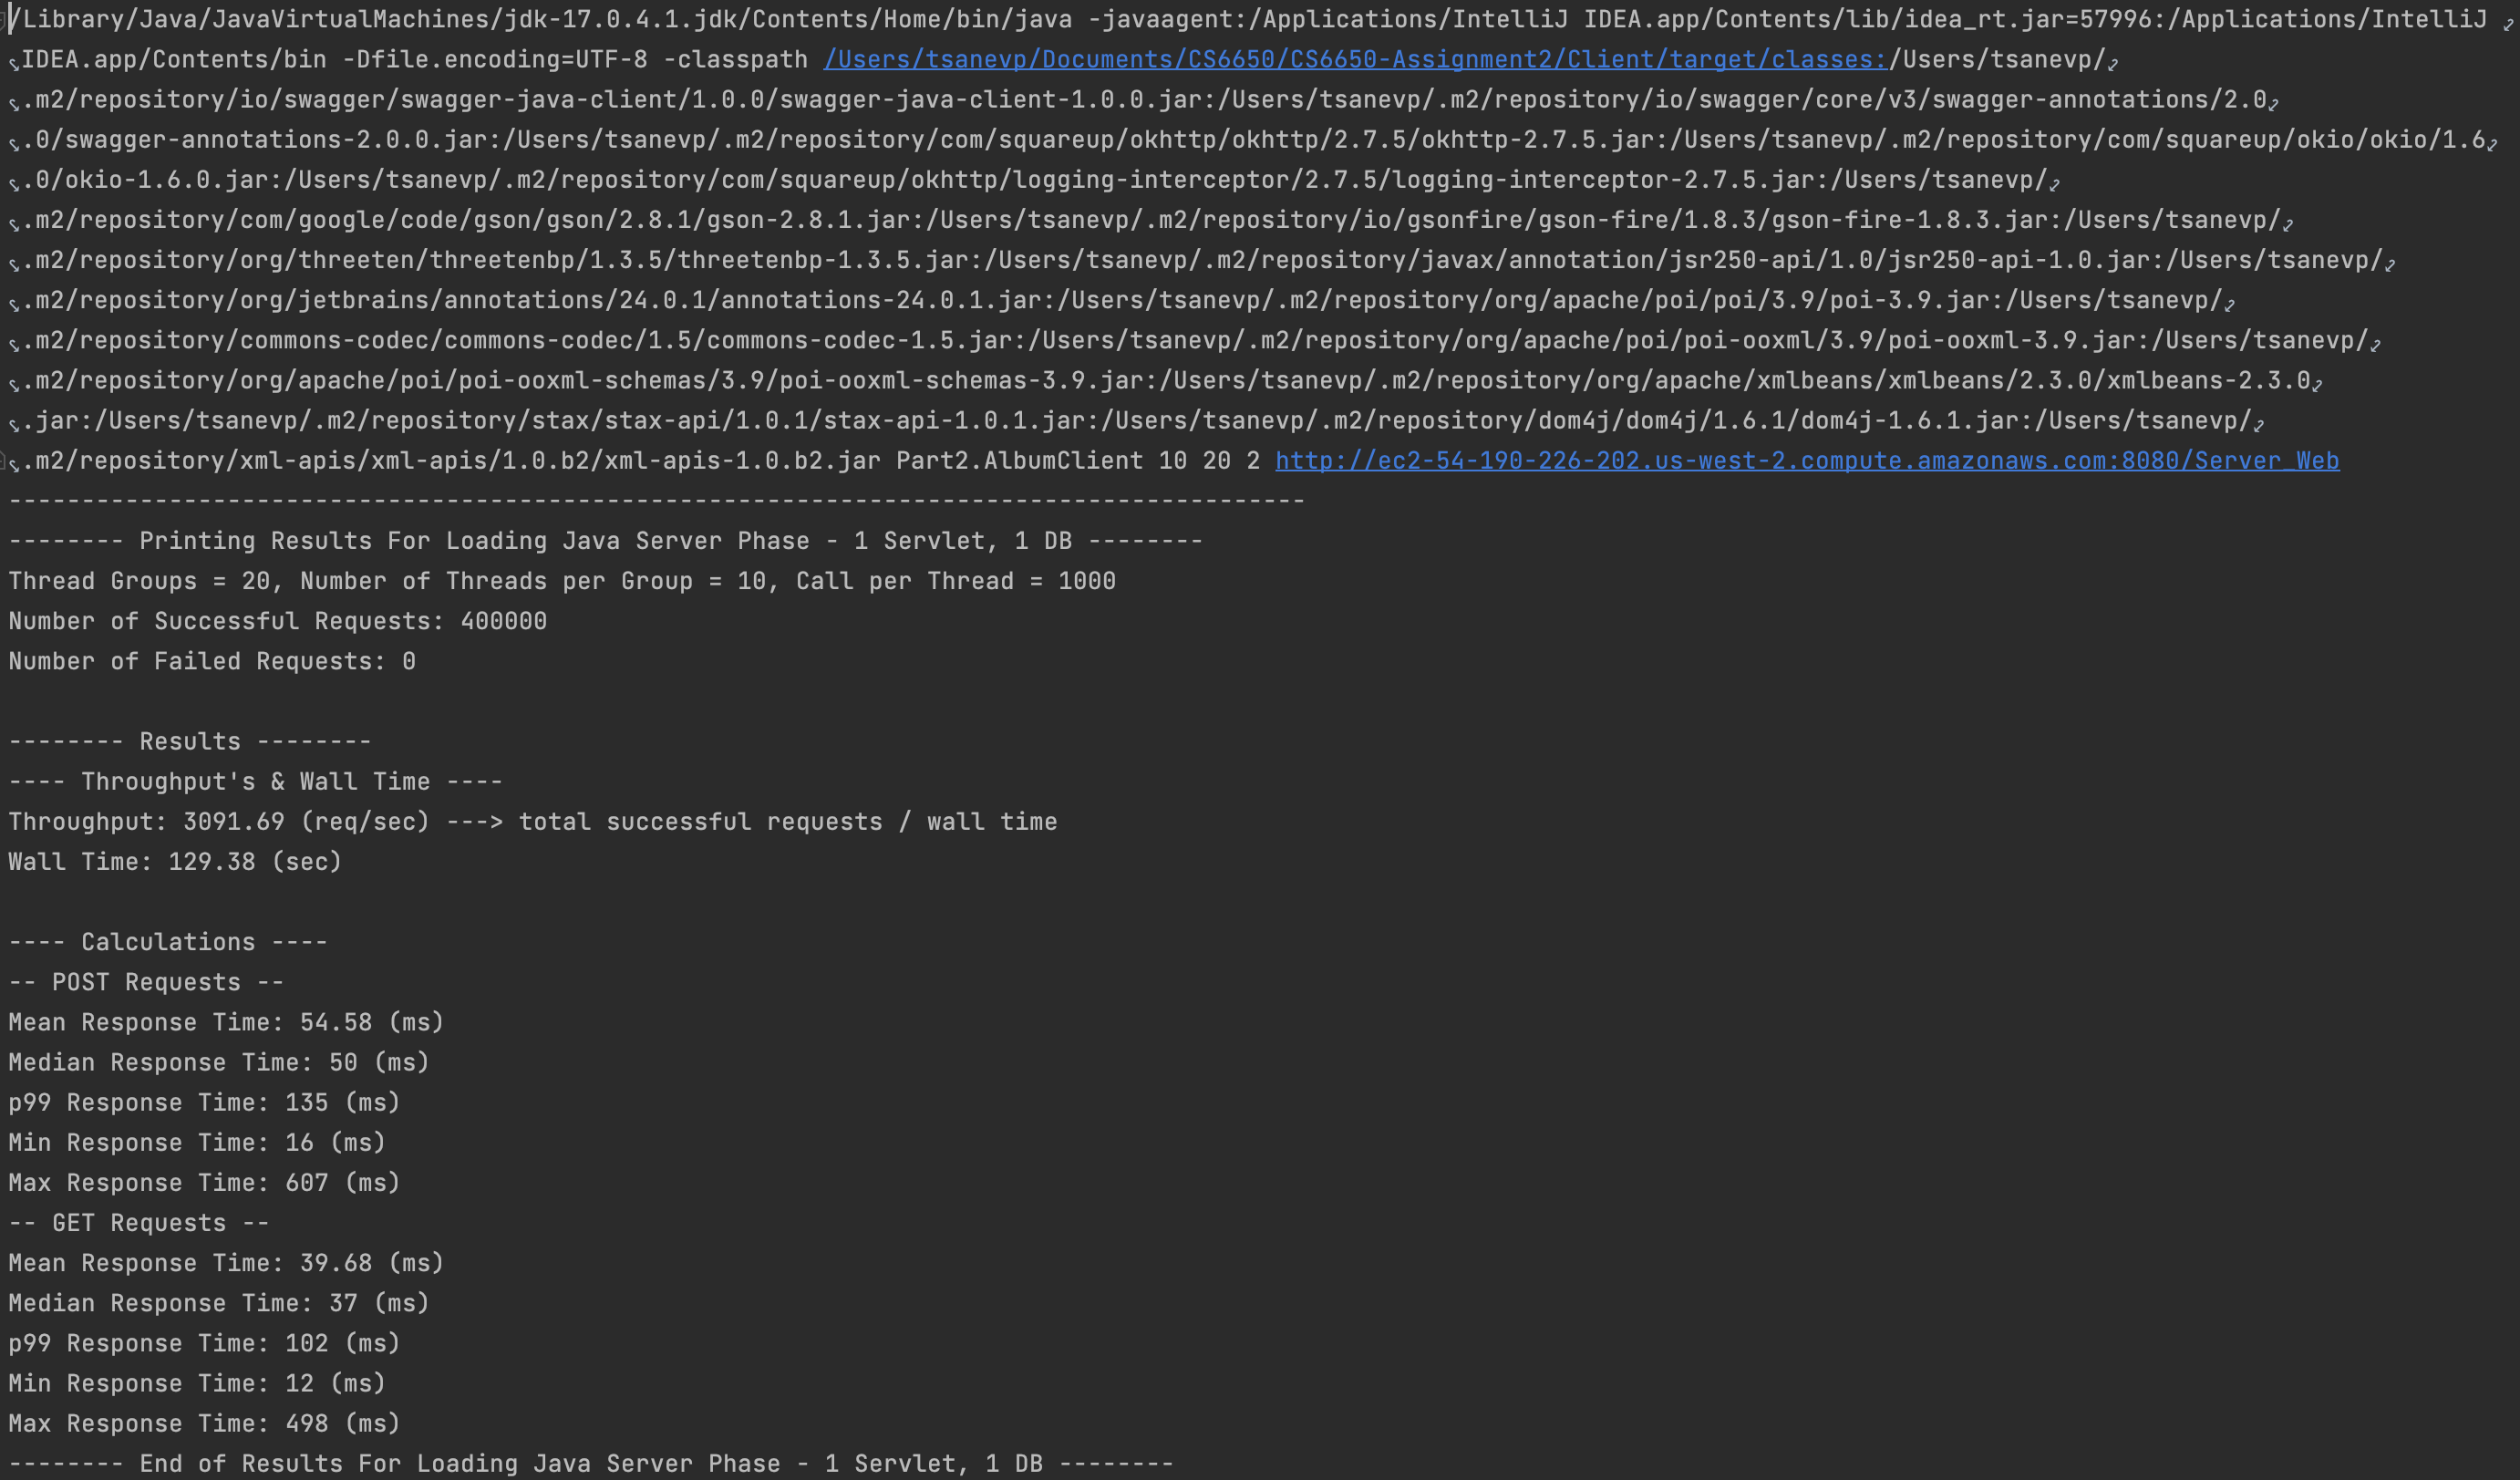 /Library/Java/JavaVirtualMachines/jdk-17.0.4.1.jdk/Contents/Home/bin/java -javaagent:/Applications/IntelliJ IDEA.app/Contents/lib/idea_rt.jar=57996:/Applications/IntelliJ
IDEA.app/Contents/bin -Dfile.encoding=UTF-8 -classpath /Users/tsanevp/Documents/CS6650/CS6650-Assignment2/Client/target/classes:/Users/tsanevp/
.m2/repository/io/swagger/swagger-java-client/1.0.0/swagger-java-client-1.0.0.jar:/Users/tsanevp/.m2/repository/io/swagger/core/v3/swagger-annotations/2.0
.0/swagger-annotations-2.0.0.jar:/Users/tsanevp/.m2/repository/com/squareup/okhttp/okhttp/2.7.5/okhttp-2.7.5.jar:/Users/tsanevp/.m2/repository/com/squareup/okio/okio/1.6
.0/okio-1.6.0.jar:/Users/tsanevp/.m2/repository/com/squareup/okhttp/logging-interceptor/2.7.5/logging-interceptor-2.7.5.jar:/Users/tsanevp/
.m2/repository/com/google/code/gson/gson/2.8.1/gson-2.8.1.jar:/Users/tsanevp/.m2/repository/io/gsonfire/gson-fire/1.8.3/gson-fire-1.8.3.jar:/Users/tsanevp/
.m2/repository/org/threeten/threetenbp/1.3.5/threetenbp-1.3.5.jar:/Users/tsanevp/.m2/repository/javax/annotation/jsr250-api/1.0/jsr250-api-1.0.jar:/Users/tsanevp/
.m2/repository/org/jetbrains/annotations/24.0.1/annotations-24.0.1.jar:/Users/tsanevp/.m2/repository/org/apache/poi/poi/3.9/poi-3.9.jar:/Users/tsanevp/
.m2/repository/commons-codec/commons-codec/1.5/commons-codec-1.5.jar:/Users/tsanevp/.m2/repository/org/apache/poi/poi-ooxml/3.9/poi-ooxml-3.9.jar:/Users/tsanevp/
.m2/repository/org/apache/poi/poi-ooxml-schemas/3.9/poi-ooxml-schemas-3.9.jar:/Users/tsanevp/.m2/repository/org/apache/xmlbeans/xmlbeans/2.3.0/xmlbeans-2.3.0
.jar:/Users/tsanevp/.m2/repository/stax/stax-api/1.0.1/stax-api-1.0.1.jar:/Users/tsanevp/.m2/repository/dom4j/dom4j/1.6.1/dom4j-1.6.1.jar:/Users/tsanevp/
.m2/repository/xml-apis/xml-apis/1.0.b2/xml-apis-1.0.b2.jar Part2.AlbumClient 10 20 2 http://ec2-54-190-226-202.us-west-2.compute.amazonaws.com:8080/Server_Web
-----------------------------------------------------------------------------------------
-------- Printing Results For Loading Java Server Phase - 1 Servlet, 1 DB --------
Thread Groups = 20, Number of Threads per Group = 10, Call per Thread = 1000
Number of Successful Requests: 400000
Number of Failed Requests: 0
-------- Results --------
---- Throughput's & Wall Time ----
Throughput: 3091.69 (req/sec) ---> total successful requests / wall time
Wall Time: 129.38 (sec)
---- Calculations ----
-- POST Requests --
Mean Response Time: 54.58 (ms)
Median Response Time: 50 (ms)
p99 Response Time: 135 (ms)
Min Response Time: 16 (ms)
Max Response Time: 607 (ms)
-- GET Requests --
Mean Response Time: 39.68 (ms)
Median Response Time: 37 (ms)
p99 Response Time: 102 (ms)
Min Response Time: 12 (ms)
Max Response Time: 498 (ms)
-------- End of Results For Loading Java Server Phase - 1 Servlet, 1 DB --------